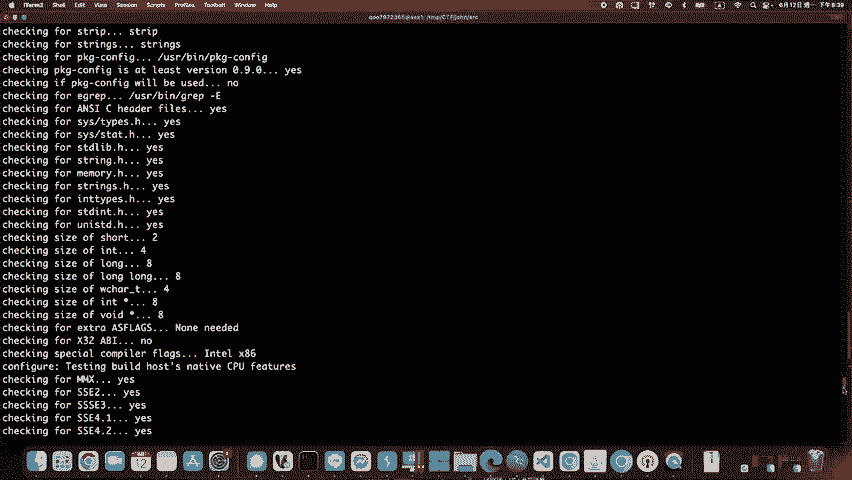 iTerm2 Shell Edit View Session Scripts Profiles Toolbelt Window Help
checking for strip... strip
checking for strings... strings
checking for pkg-config... /usr/bin/pkg-config
checking pkg-config is at least version 0.9.0... yes
checking if pkg-config will be used... no
checking for egrep... /usr/bin/grep -E
checking for ANSI C header files... yes
checking for sys/types.h... yes
checking for sys/stat.h... yes
checking for stdlib.h... yes
checking for string.h... yes
checking for memory.h... yes
checking for strings.h... yes
checking for inttypes.h... yes
checking for stdint.h... yes
checking for unistd.h... yes
checking size of short... 2
checking size of int... 4
checking size of long... 8
checking size of long long... 8
checking size of wchar_t... 4
checking size of int *... 8
checking size of void *... 8
checking for extra ASFLAGS... None needed
checking for X32 ABI... no
checking special compiler flags... Intel x86
configure: Testing build host's native CPU features
checking for MMX... yes
checking for SSE2... yes
checking for SSSE3... yes
checking for SSE4.1... yes
checking for SSE4.2... yes
12